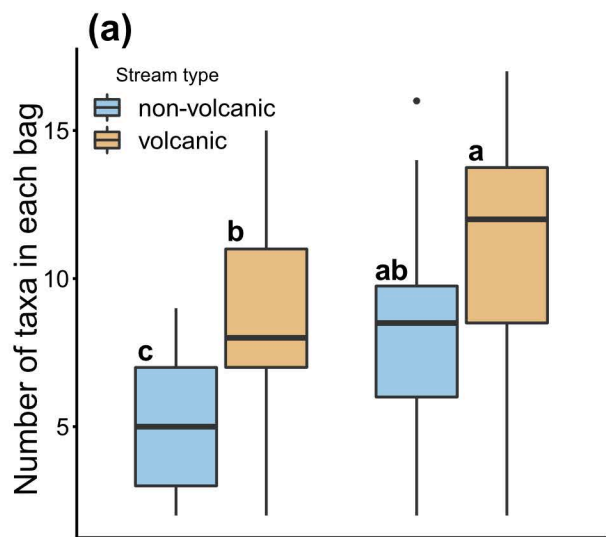 (a)
Stream type
non-volcanic
volcanic
Number of taxa in each bag
15
10
5
c
b
ab
a